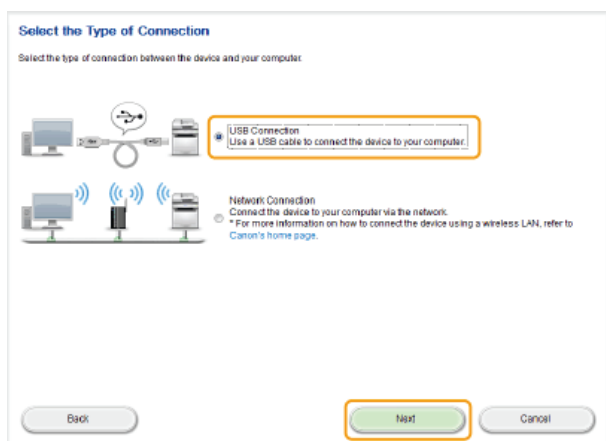 Select the Type of Connection
Select the type of connection between the device and your computer.
USB Connection
Use a USB cable to connect the device to your computer.
Network Connection
Connect the device to your computer via the network.
* For more information on how to connect the device using a wireless LAN, refer to
Canon's home page.
Back
Next
Cancel